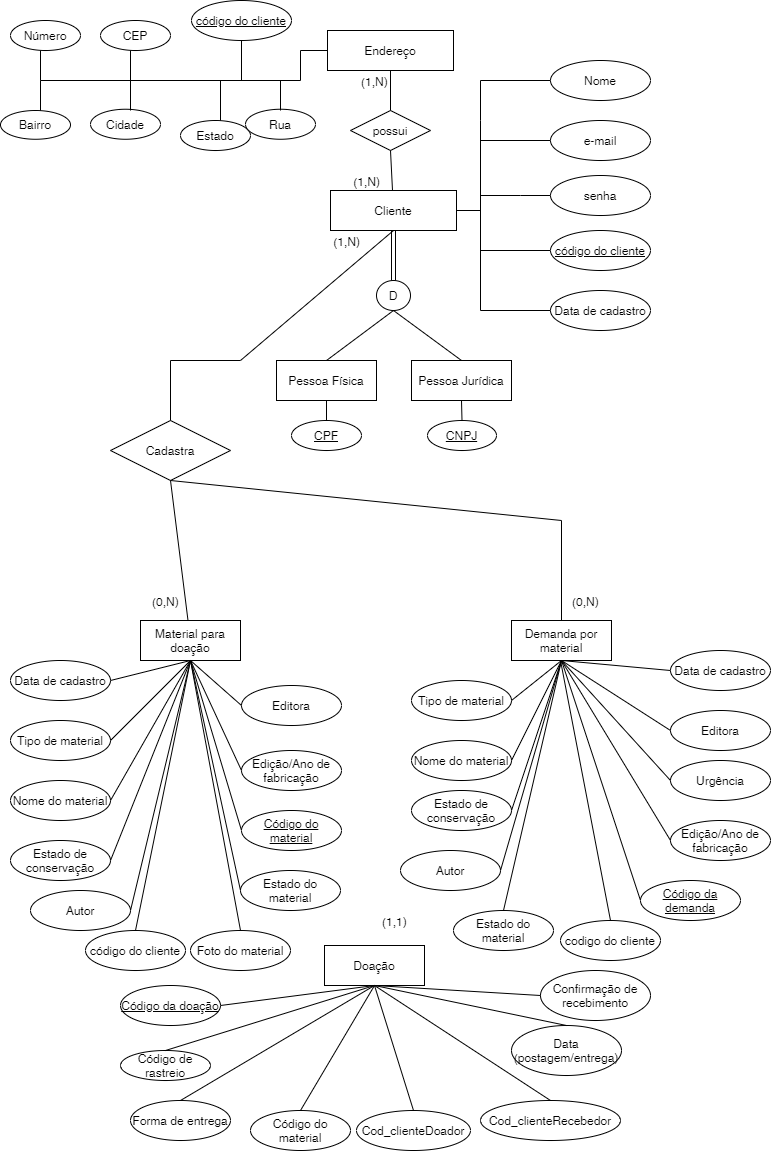 código do cliente
Número
CEP
Endereço
(1,N)
Bairro
Cidade
Estado
Rua
possui
Nome
e-mail
(1,N)
senha
Cliente
(1,N)
código do cliente
D
Data de cadastro
Pessoa Física
Pessoa Jurídica
CPF
CNPJ
Cadastra
(0,N)
(0,N)
Material para
doação
Demanda por
material
Data de cadastro
Tipo de material
Nome do material
Estado de
conservação
Autor
código do cliente
Foto do material
Estado do
material
Código do
material
Edição/Ano de
fabricação
Editora
Tipo de material
Nome do material
Estado de
conservação
Autor
Estado do
material
codigo do cliente
Código da
demanda
Edição/Ano de
fabricação
Urgência
Editora
Data de cadastro
(1,1)
Doação
Código da doação
Código de
rastreio
Forma de entrega
Código do
material
Cod_clienteDoador
Cod_clienteRecebedor
Data
(postagem/entrega)
Confirmação de
recebimento